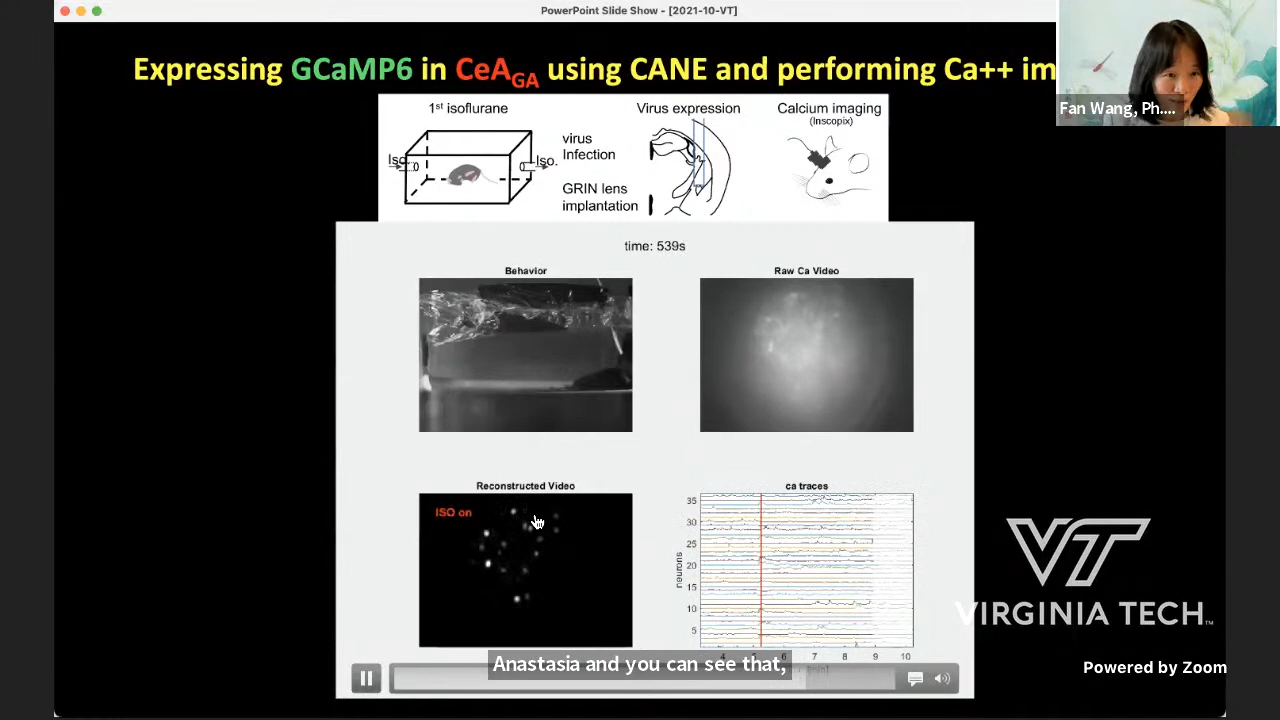 PowerPoint Slide Show - [2021-10-VT]
Expressing GCaMP6 in CeAGA using CANE and performing Ca++ im
Fan Wang, Ph....
1st isoflurane
Virus expression
Calcium imaging
(Inscopix)
Iso.
Iso.
virus
Infection
GRIN lens
implantation
time: 539s
Behavior
Raw Ca Video
Reconstructed Video
ca traces
ISO on
neurons
35
30
25
20
15
10
5
4 5 6 7 8 9 10
Anastasia and you can see that,
VT
VIRGINIA TECH™
Powered by Zoom